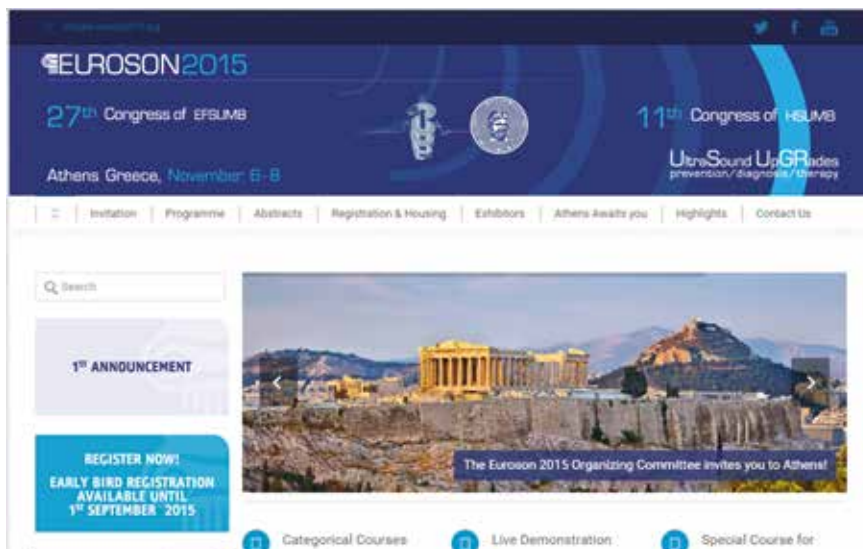 EUROSON2015
27th Congress of EFSUMB
11th Congress of HSUMB
Athens Greece, November 6-8
UltraSound UpGRades
prevention/diagnosis/therapy
Invitation
Programme
Abstracts
Registration & Housing
Exhibitors
Athens Awaits you
Highlights
Contact Us
Search
1ST ANNOUNCEMENT
REGISTER NOW!
EARLY BIRD REGISTRATION
AVAILABLE UNTIL
1ST SEPTEMBER 2015
The Euroson 2015 Organizing Committee invites you to Athens!
Categorical Courses
Live Demonstration
Special Course for